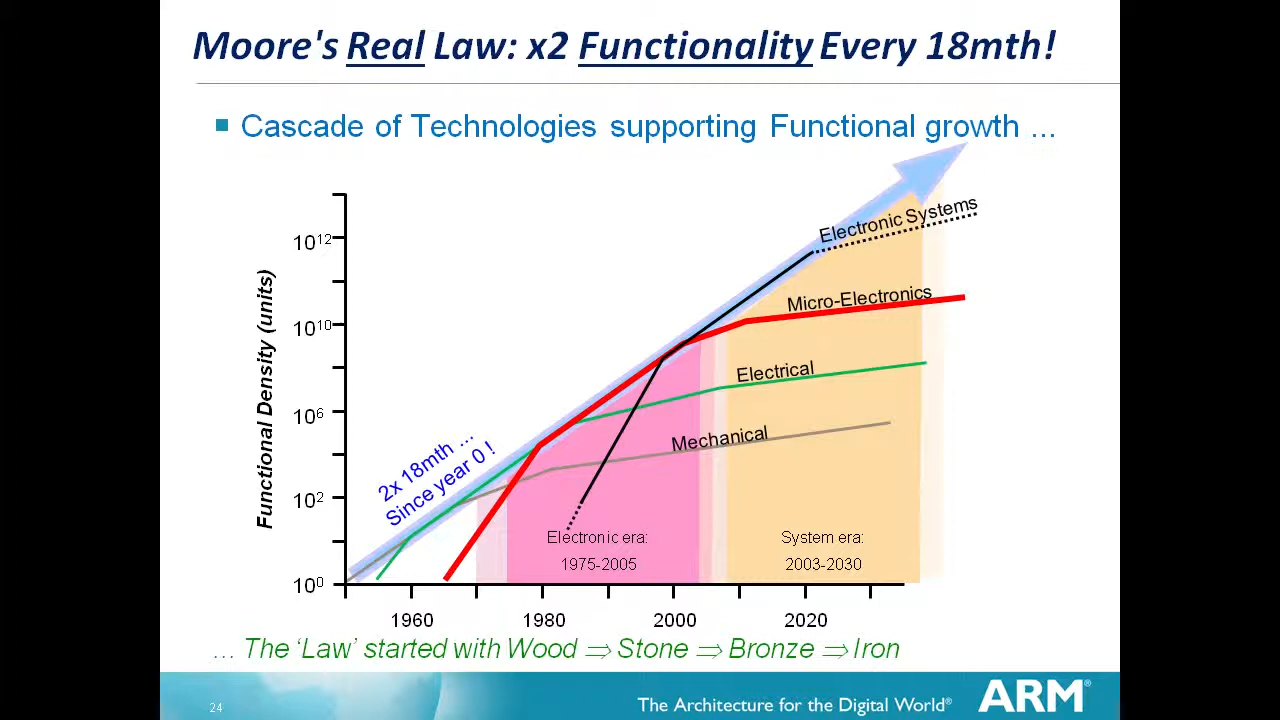 Moore's Real Law: x2 Functionality Every 18mth!
■ Cascade of Technologies supporting Functional growth ...
Functional Density (units)
10¹²
10¹⁰
10⁶
10²
10⁰
2x 18mth ...
Since year 0 !
Electronic Systems
Micro-Electronics
Electrical
Mechanical
Electronic era:
1975-2005
System era:
2003-2030
1960 1980 2000 2020
... The ‘Law’ started with Wood ⇒ Stone ⇒ Bronze ⇒ Iron
24
The Architecture for the Digital World®
ARM®